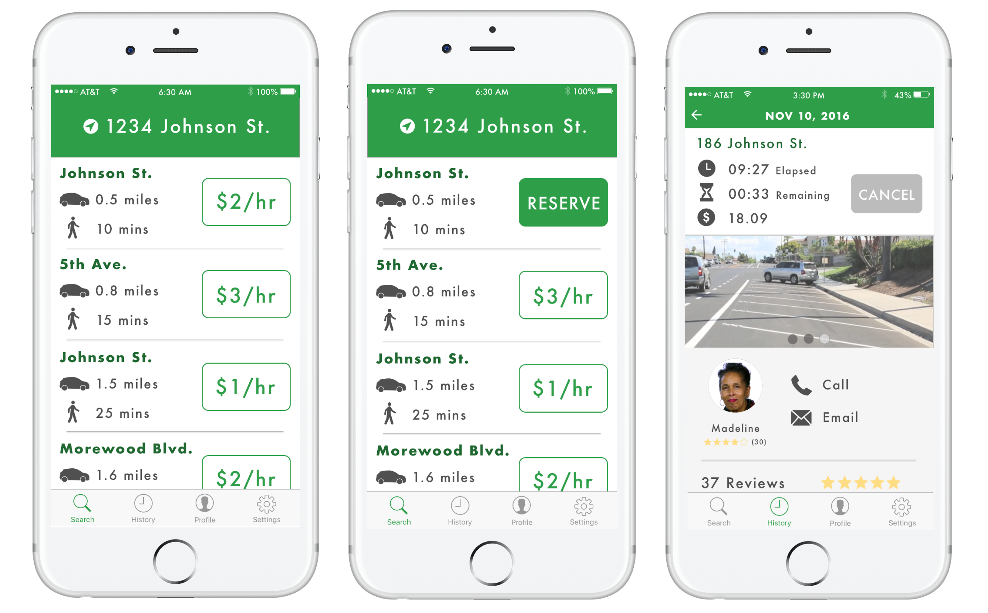 AT&T 6:30 AM 100%
1234 Johnson St.
Johnson St.
0.5 miles
$2/hr
10 mins
5th Ave.
0.8 miles
$3/hr
15 mins
Johnson St.
1.5 miles
$1/hr
25 mins
Morewood Blvd.
1.6 miles
$2/hr
Search History Profile Settings
AT&T 6:30 AM 100%
1234 Johnson St.
Johnson St.
0.5 miles
RESERVE
10 mins
5th Ave.
0.8 miles
$3/hr
15 mins
Johnson St.
1.5 miles
$1/hr
25 mins
Morewood Blvd.
1.6 miles
$2/hr
Search History Profile Settings
AT&T 3:30 PM 43%
NOV 10, 2016
186 Johnson St.
09:27 Elapsed
00:33 Remaining
CANCEL
18.09
Call
Email
Madeline
(30)
37 Reviews
Search History Profile Settings